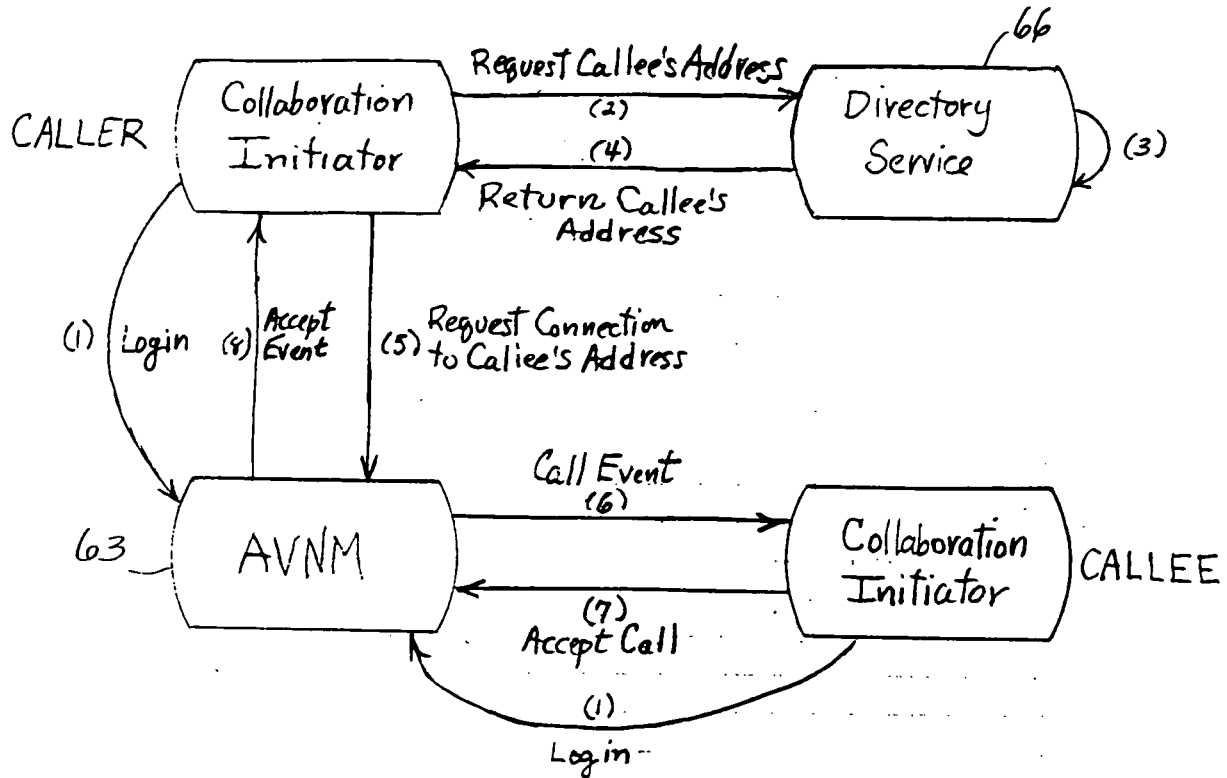 66
Request Callee's Address
(2)
CALLER
Collaboration
Initiator
Directory
Service
(3)
(4)
Return Callee's
Address
(1) Login
(8) Accept
Event
(5) Request Connection
to Callee's Address
Call Event
(6)
63
AVNM
Collaboration
Initiator
CALLEE
(7)
Accept Call
(1)
Login